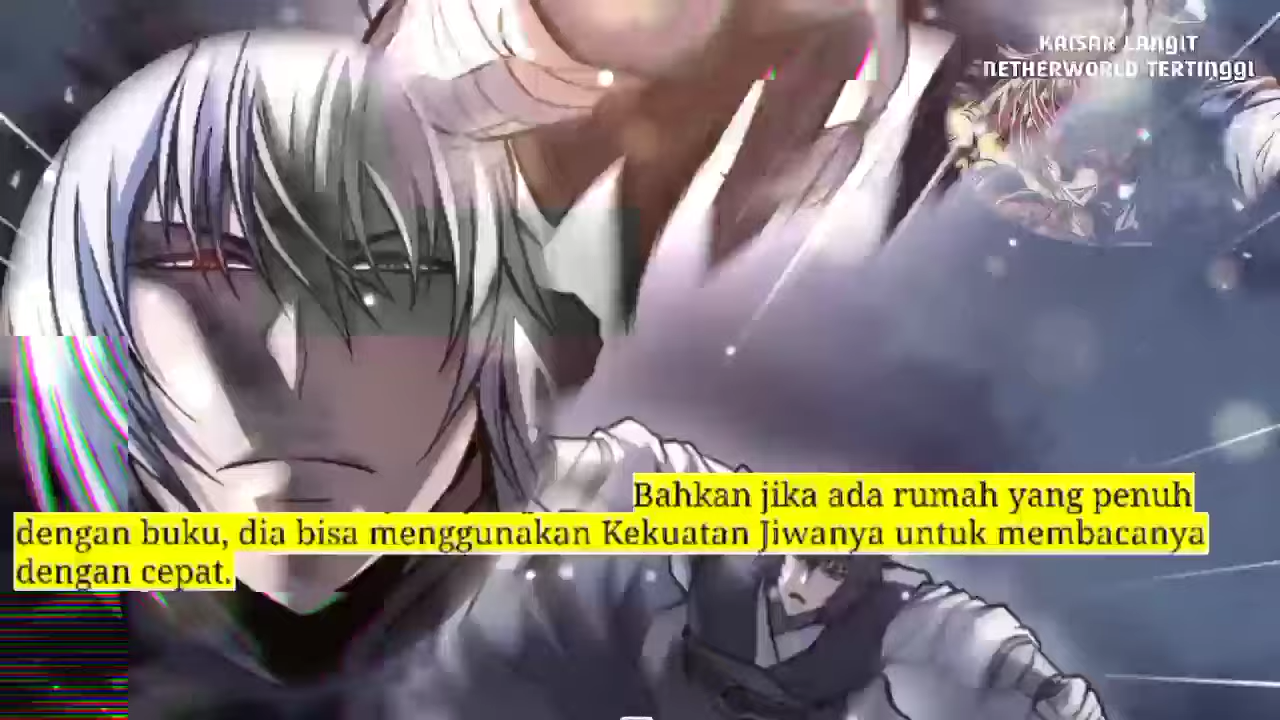 KAISAR LANGIT
NETHERWORLD TERTINGGI
Bahkan jika ada rumah yang penuh
dengan buku, dia bisa menggunakan Kekuatan Jiwanya untuk membacanya
dengan cepat.